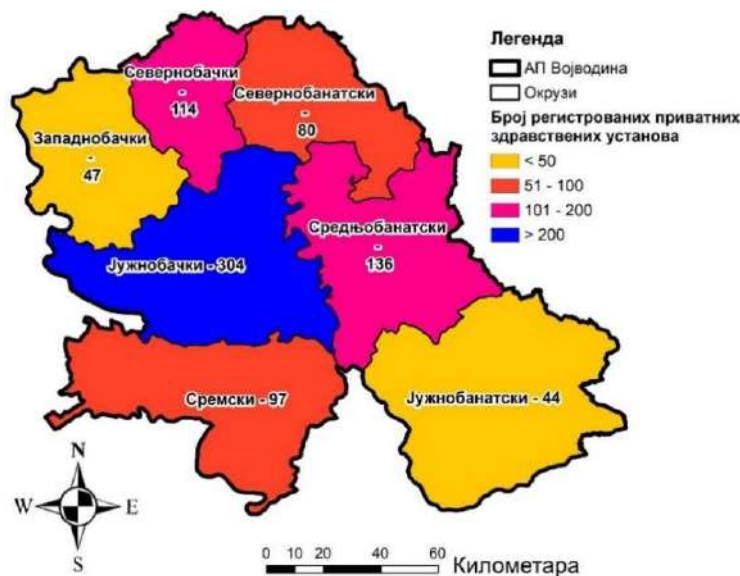 Севернобачки
-
114
Севернобанатски
-
80
Западнобачки
-
47
Средњобанатски
-
136
Јужнобачки - 304
Сремски - 97
Јужнобанатски - 44
Легенда
АП Војводина
Окрузи
Број регистрованих приватних
здравствених установа
< 50
51 - 100
101 - 200
> 200
N
W E
S
0 10 20 40 60
Километара